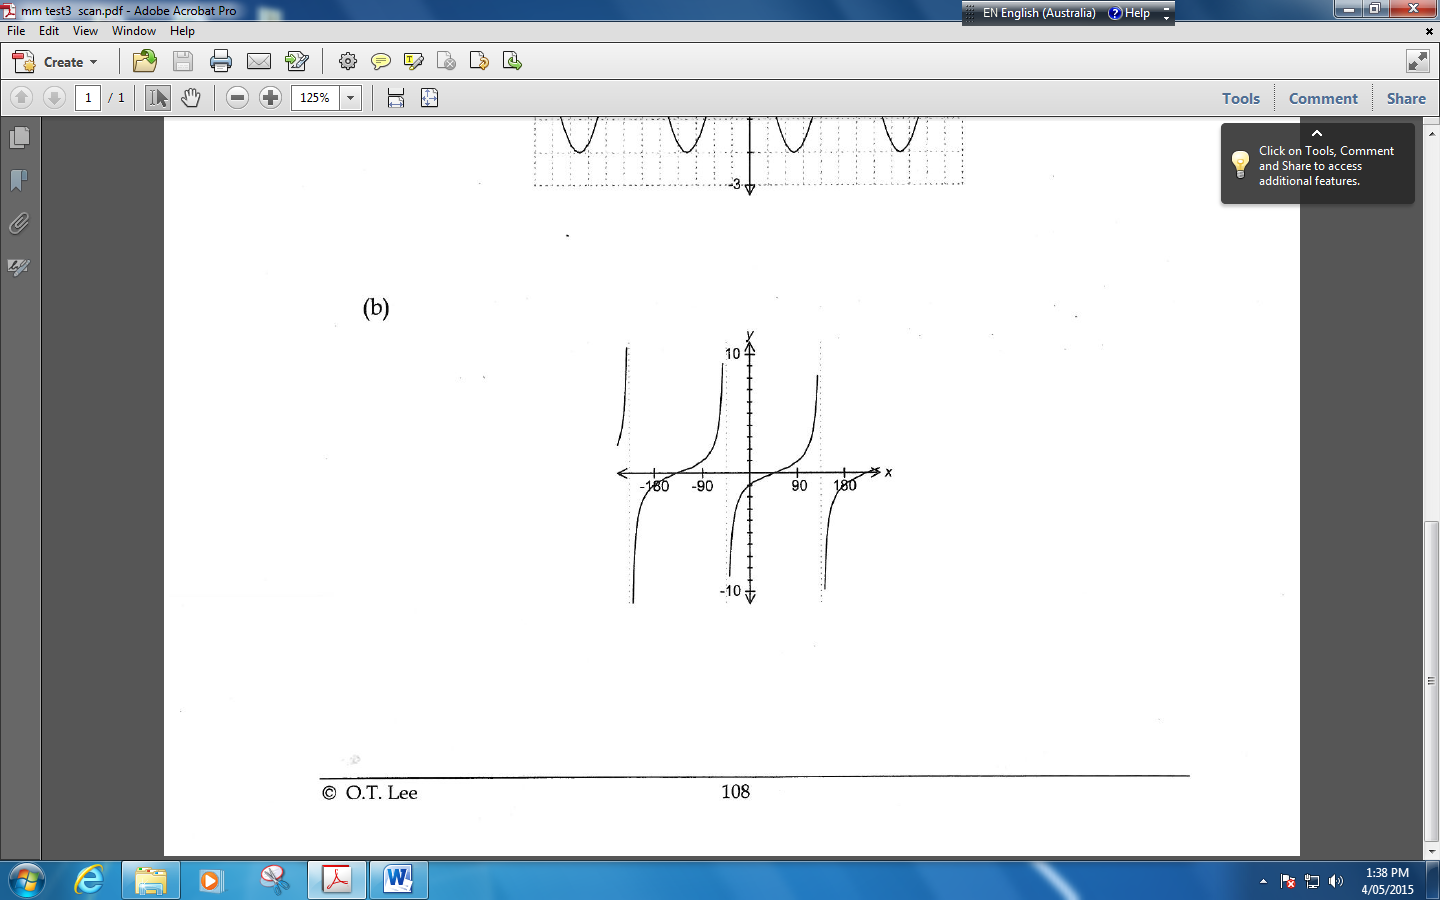 mm test3 scan.pdf - Adobe Acrobat Pro
EN English (Australia) Help
File Edit View Window Help
Create
1 / 1 125% Tools Comment Share
Click on Tools, Comment
and Share to access
additional features.
-3
(b)
y
10
x
-180 -90 90 180
-10
© O.T. Lee 108
1:38 PM
4/05/2015